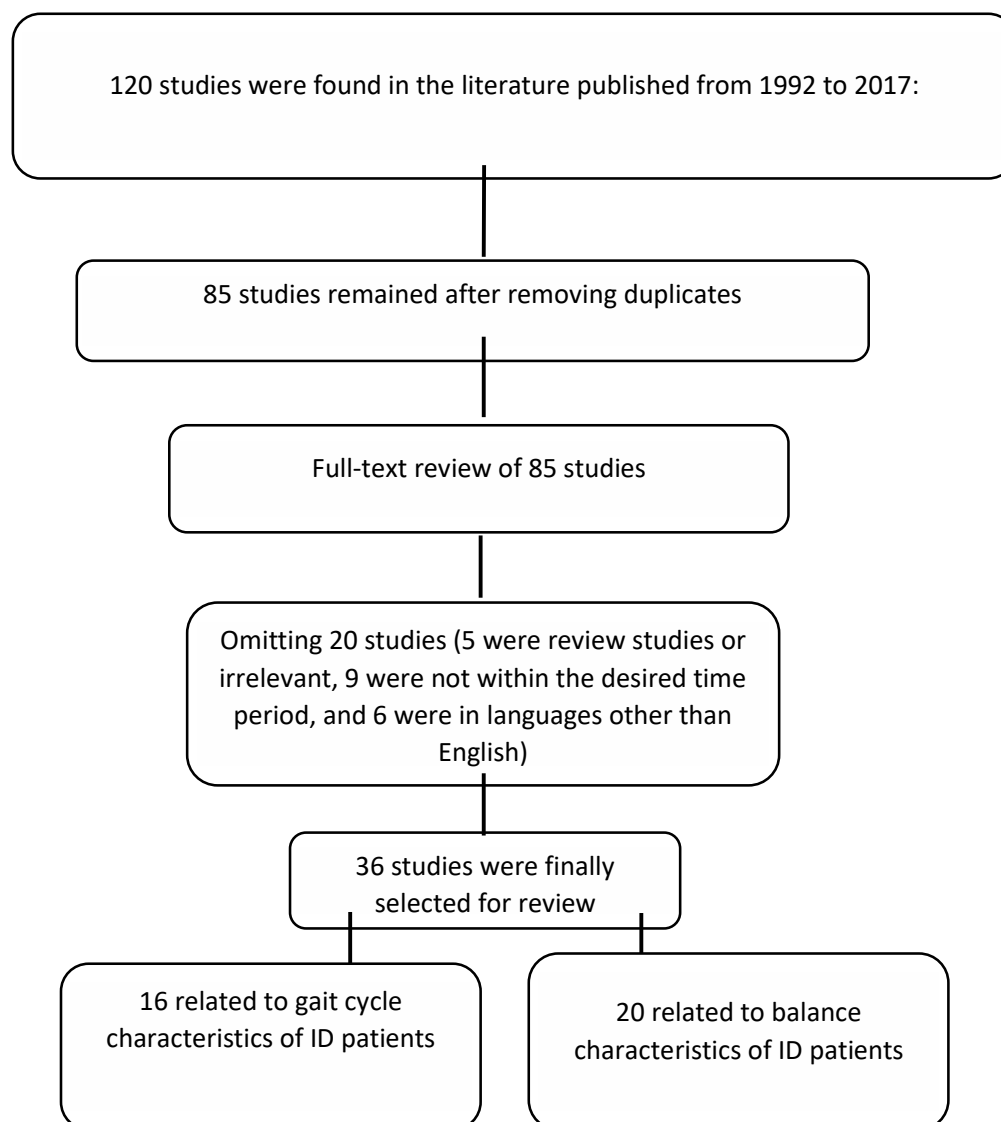 120 studies were found in the literature published from 1992 to 2017:
85 studies remained after removing duplicates
Full-text review of 85 studies
Omitting 20 studies (5 were review studies or
irrelevant, 9 were not within the desired time
period, and 6 were in languages other than
English)
36 studies were finally
selected for review
16 related to gait cycle
characteristics of ID patients
20 related to balance
characteristics of ID patients